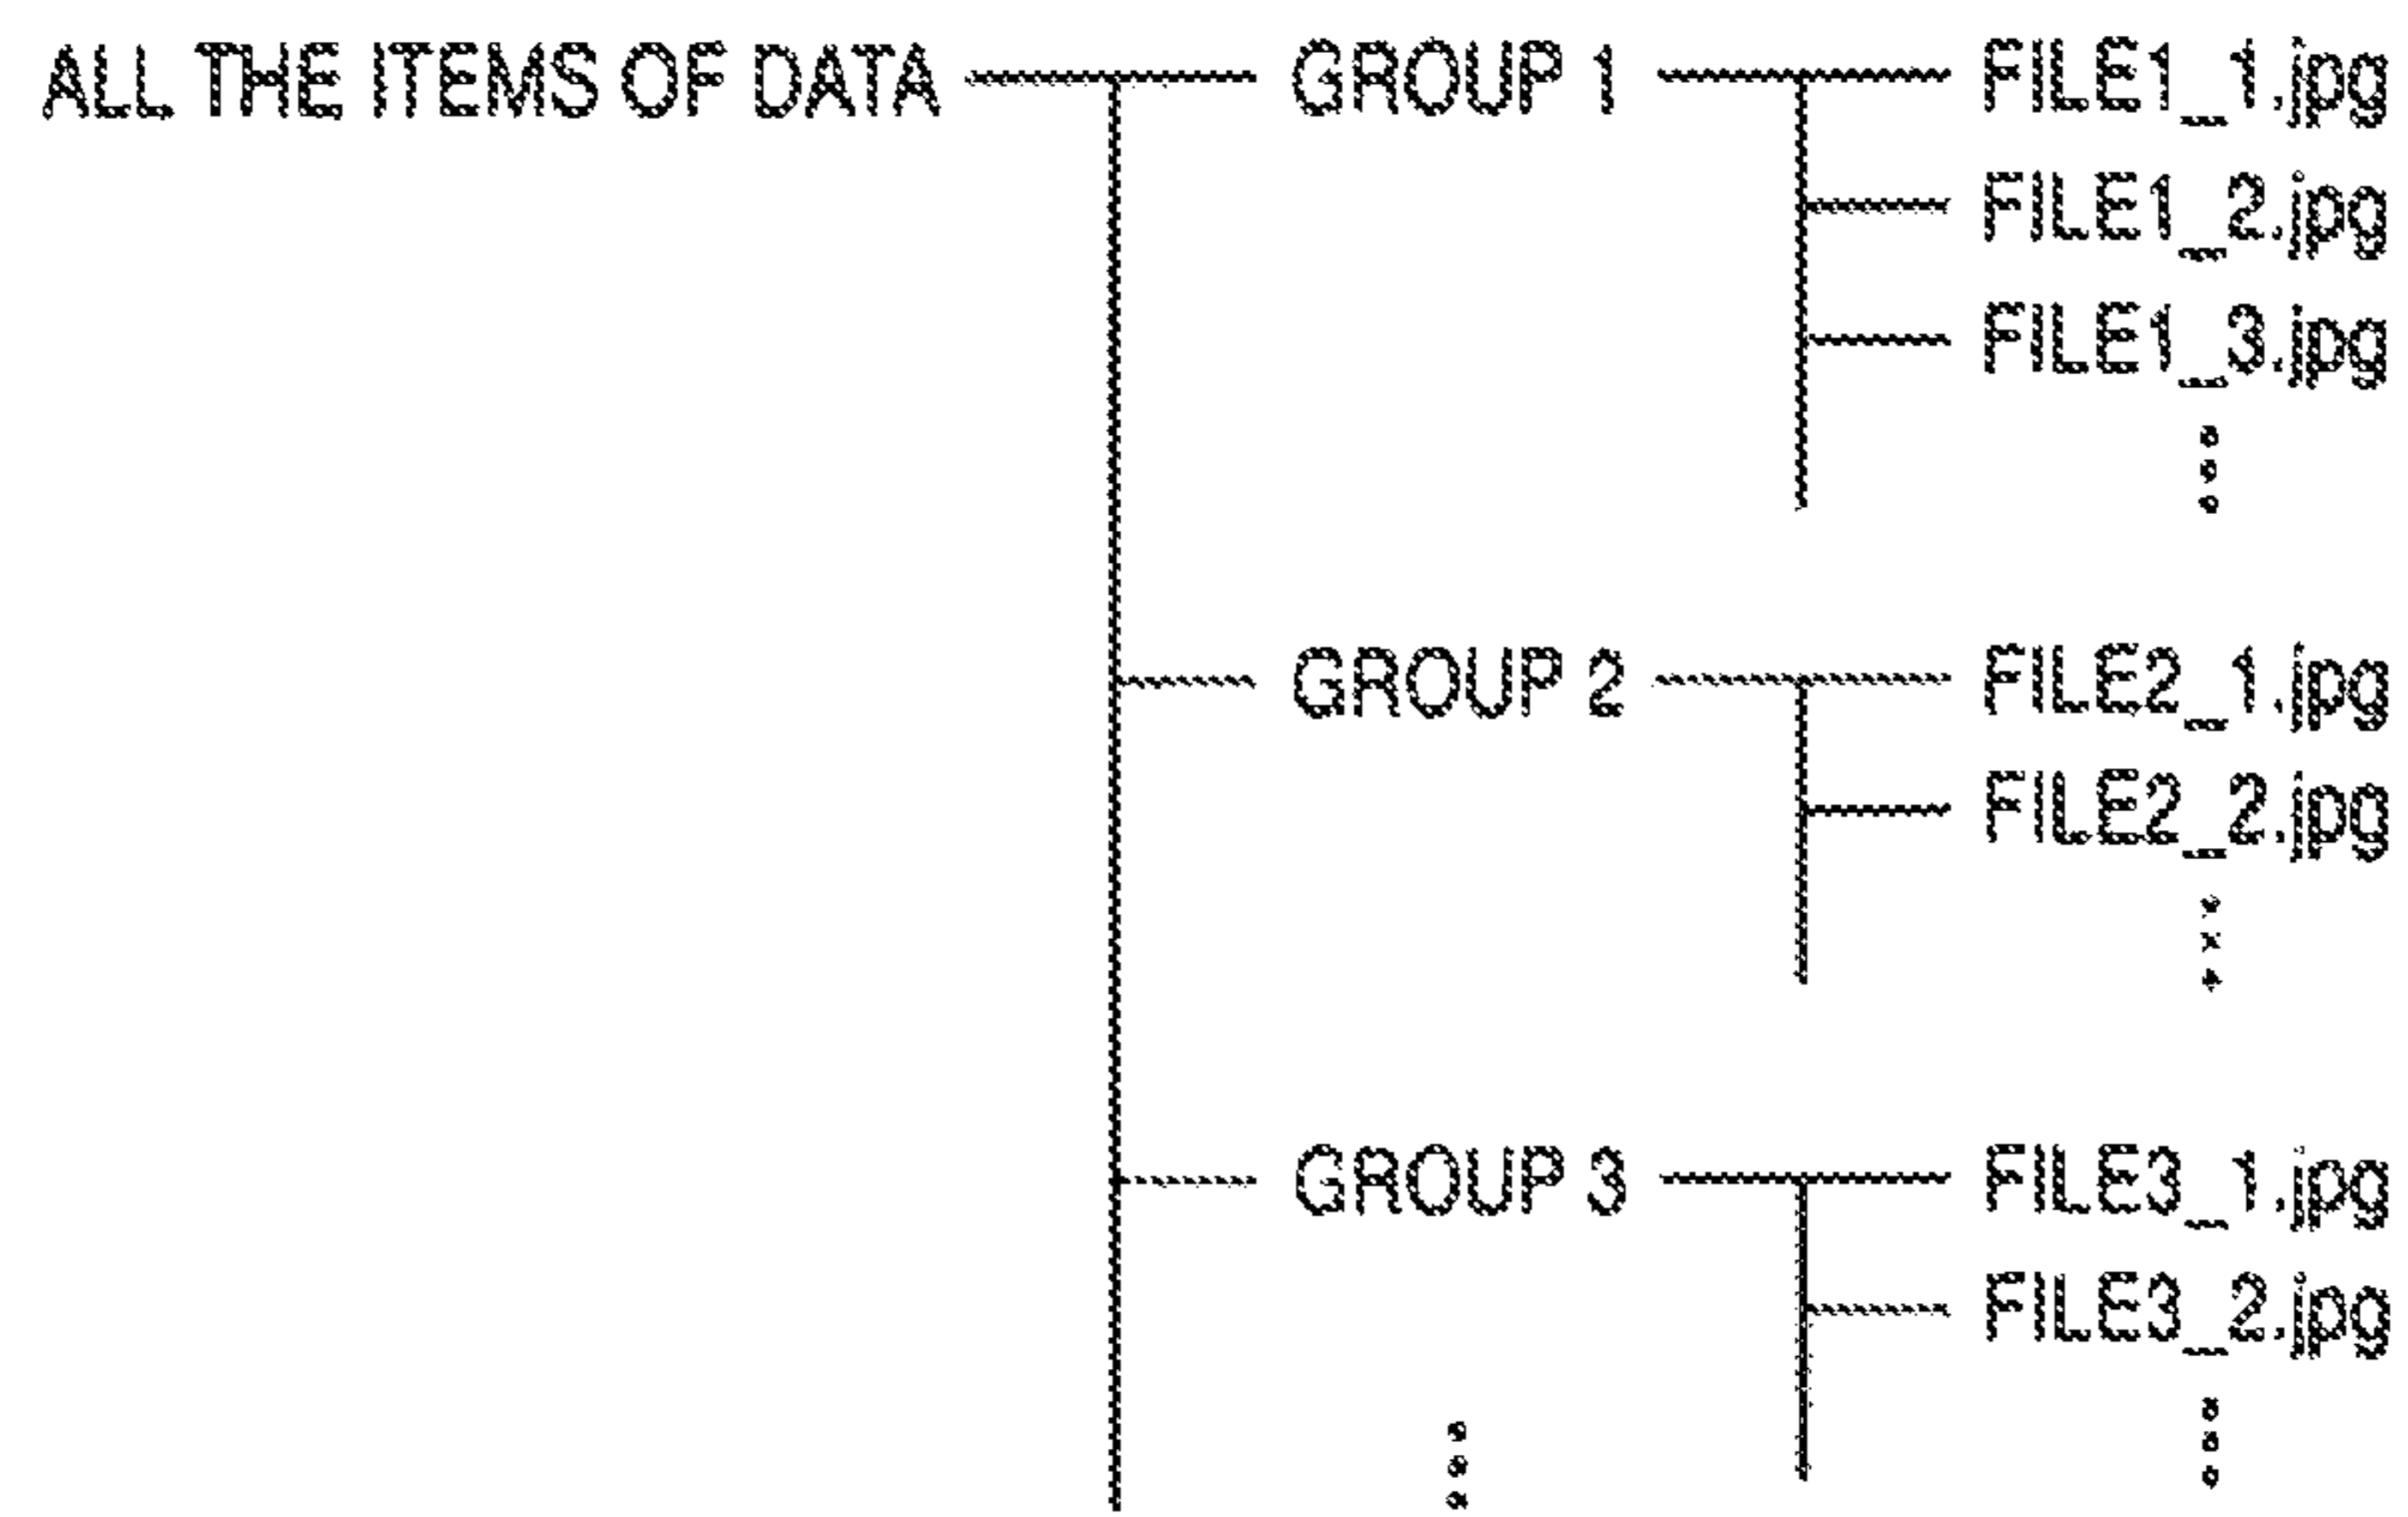 ALL THE ITEMS OF DATA GROUP 1 FILE1_1.jpg
FILE1_2.jpg
FILE1_3.jpg
GROUP 2 FILE2_1.jpg
FILE2_2.jpg
GROUP 3 FILE3_1.jpg
FILE3_2.jpg